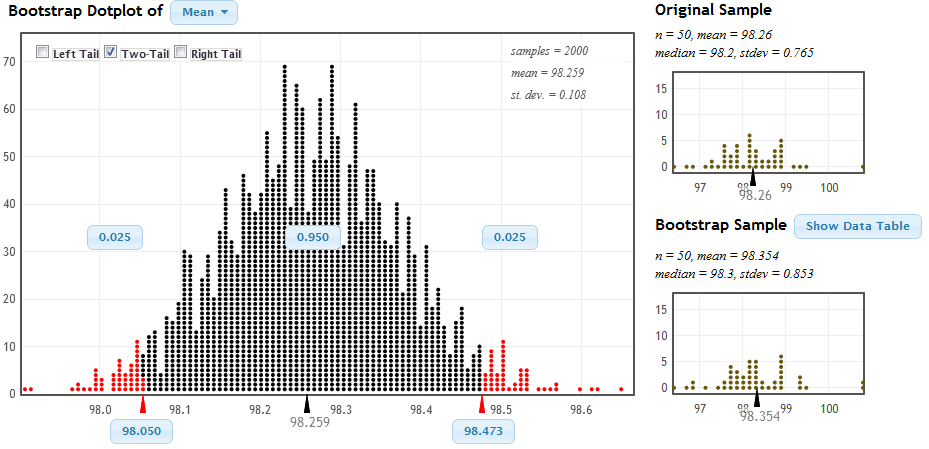 Bootstrap Dotplot of Mean
Left Tail Two-Tail Right Tail
samples = 2000
mean = 98.259
st. dev. = 0.108
70
60
50
40
30
20
10
0
0.025 0.950 0.025
98.0 98.1 98.2 98.3 98.4 98.5 98.6
98.259
98.050 98.473
Original Sample
n = 50, mean = 98.26
median = 98.2, stdev = 0.765
15
10
5
0
97 98 99 100
98.26
Bootstrap Sample Show Data Table
n = 50, mean = 98.354
median = 98.3, stdev = 0.853
15
10
5
0
97 98 99 100
98.354